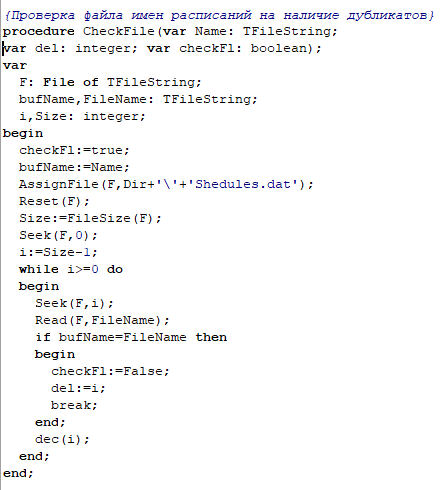 {Проверка файла имен расписаний на наличие дубликатов}
procedure CheckFile(var Name: TFileString;
var del: integer; var checkFl: boolean);
var
  F: File of TFileString;
  bufName,FileName: TFileString;
  i,Size: integer;
begin
  checkFl:=true;
  bufName:=Name;
  AssignFile(F,Dir+'\'+'Shedules.dat');
  Reset(F);
  Size:=FileSize(F);
  Seek(F,0);
  i:=Size-1;
  while i>=0 do
  begin
    Seek(F,i);
    Read(F,FileName);
    if bufName=FileName then
    begin
      checkFl:=False;
      del:=i;
      break;
    end;
    dec(i);
  end;
end;